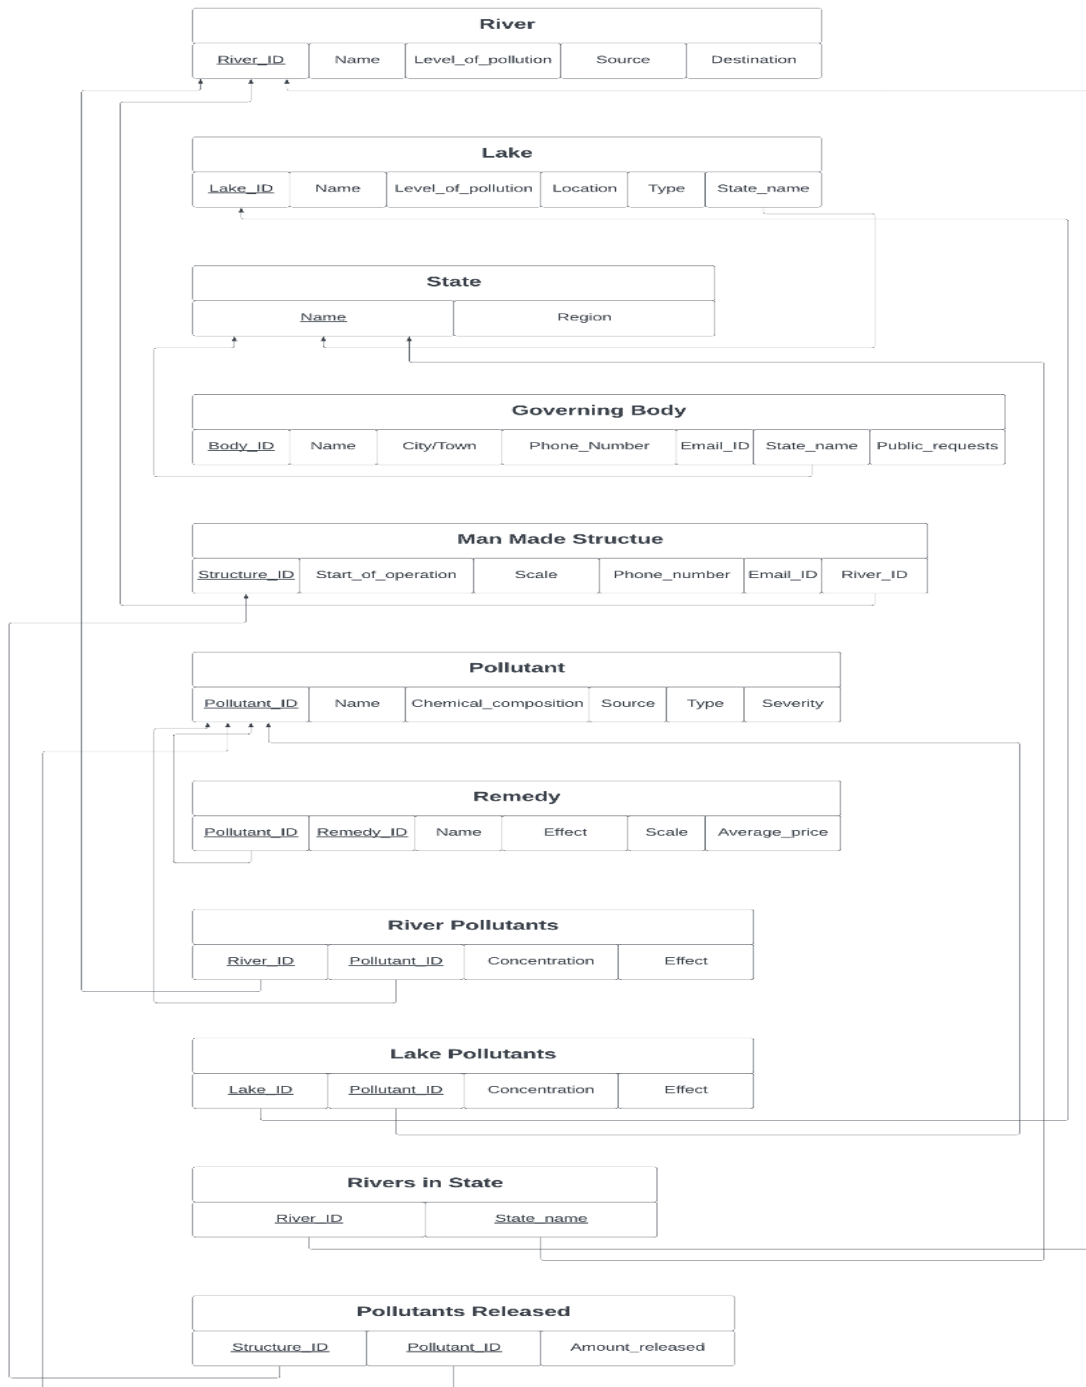 River
River_ID Name Level_of_pollution Source Destination
Lake
Lake_ID Name Level_of_pollution Location Type State_name
State
Name Region
Governing Body
Body_ID Name City/Town Phone_Number Email_ID State_name Public_requests
Man Made Structue
Structure_ID Start_of_operation Scale Phone_number Email_ID River_ID
Pollutant
Pollutant_ID Name Chemical_composition Source Type Severity
Remedy
Pollutant_ID Remedy_ID Name Effect Scale Average_price
River Pollutants
River_ID Pollutant_ID Concentration Effect
Lake Pollutants
Lake_ID Pollutant_ID Concentration Effect
Rivers in State
River_ID State_name
Pollutants Released
Structure_ID Pollutant_ID Amount_released